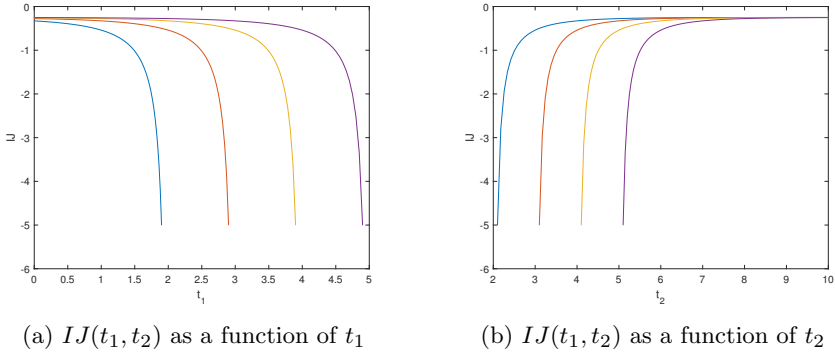 0
-1
-2
-3
-4
-5
-6
IJ
0 0.5 1 1.5 2 2.5 3 3.5 4 4.5 5
t1
0
-1
-2
-3
-4
-5
-6
IJ
2 3 4 5 6 7 8 9 10
t2
(a) IJ(t1, t2) as a function of t1
(b) IJ(t1, t2) as a function of t2